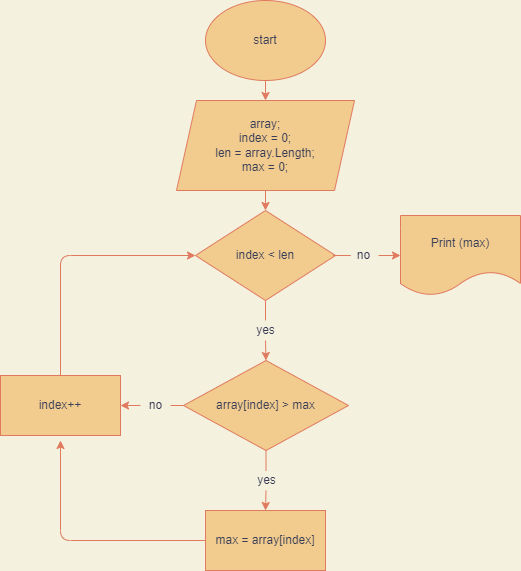 start
array;
index = 0;
len = array.Length;
max = 0;
index < len
no
Print (max)
yes
array[index] > max
no
index++
yes
max = array[index]